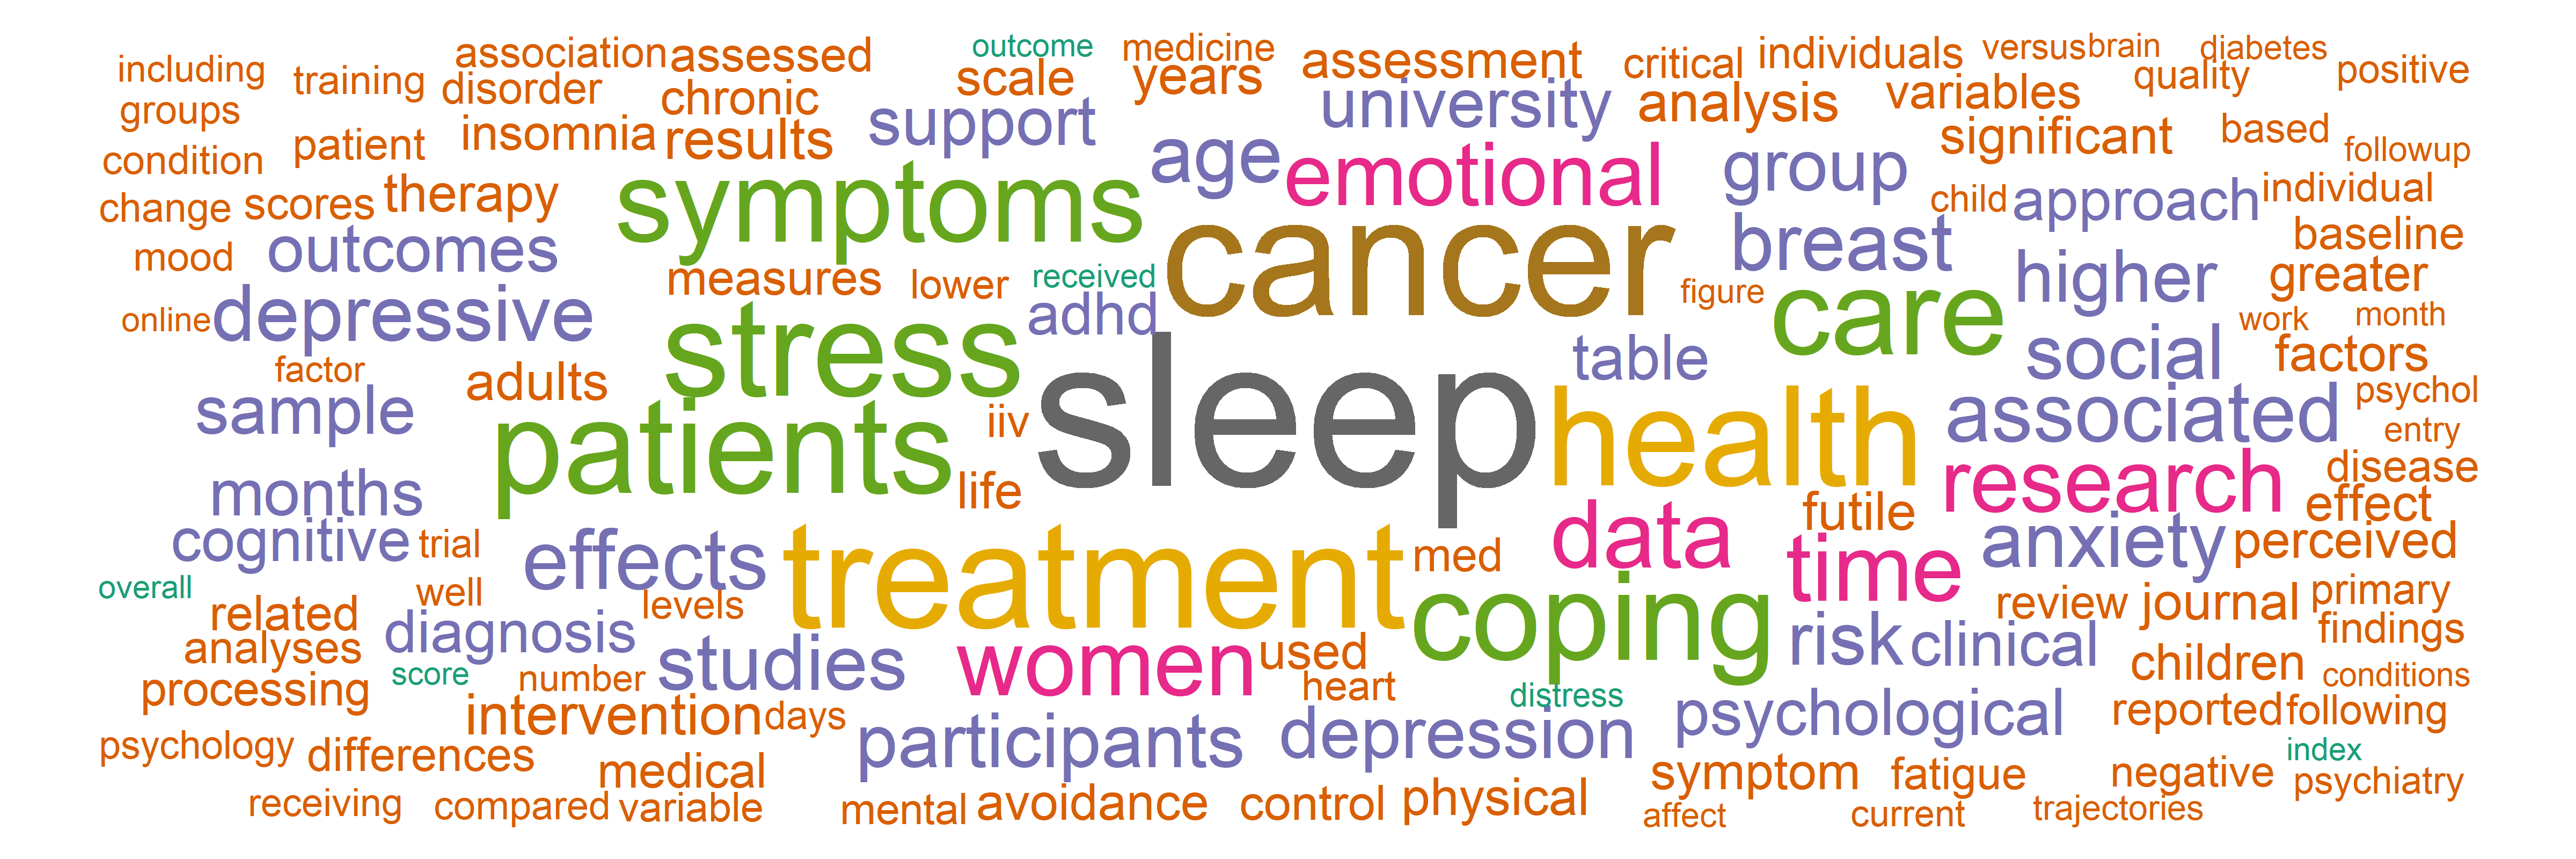 outcome medicine
including association assessed scale years assessment critical individuals versus brain diabetes
training disorder chronic university analysis variables quality positive
groups insomnia results support significant based
condition patient age emotional group followup
change scores therapy symptoms child approach individual
mood outcomes measures lower received cancer breast higher baseline greater
online depressive stress adhd figure care work month
factor adults table social factors
sample patients iiv sleep health associated psychol
entry
months life research disease
cognitive trial effects treatment med data futile time anxiety effect perceived
overall related well levels coping review journal primary
analyses diagnosis studies women used risk clinical findings
processing score number heart distress children conditions
intervention days participants depression psychological reported following
psychology differences medical symptom fatigue negative index
psychiatry
receiving compared variable mental avoidance control physical affect current trajectories